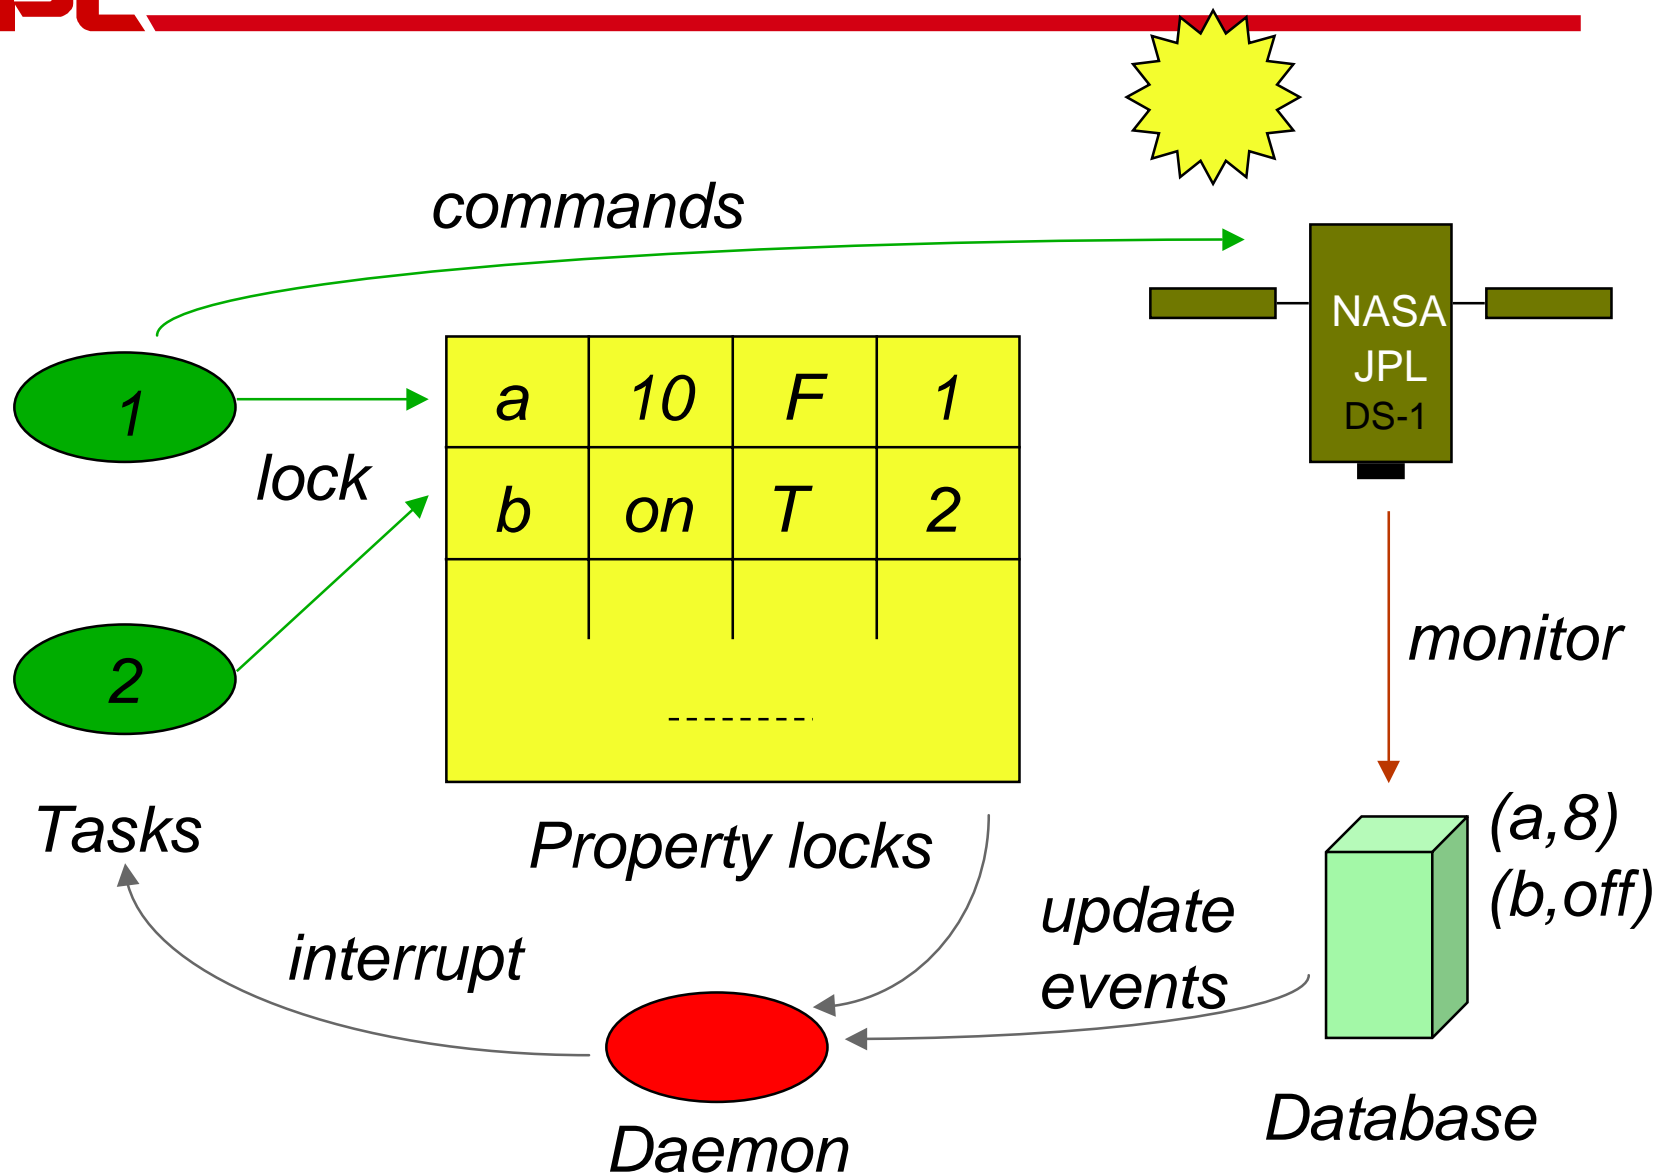 commands
NASA
JPL
DS-1
1
a 10 F 1
lock
b on T 2
2
monitor
Tasks
Property locks
(a,8)
(b,off)
update
events
interrupt
Database
Daemon